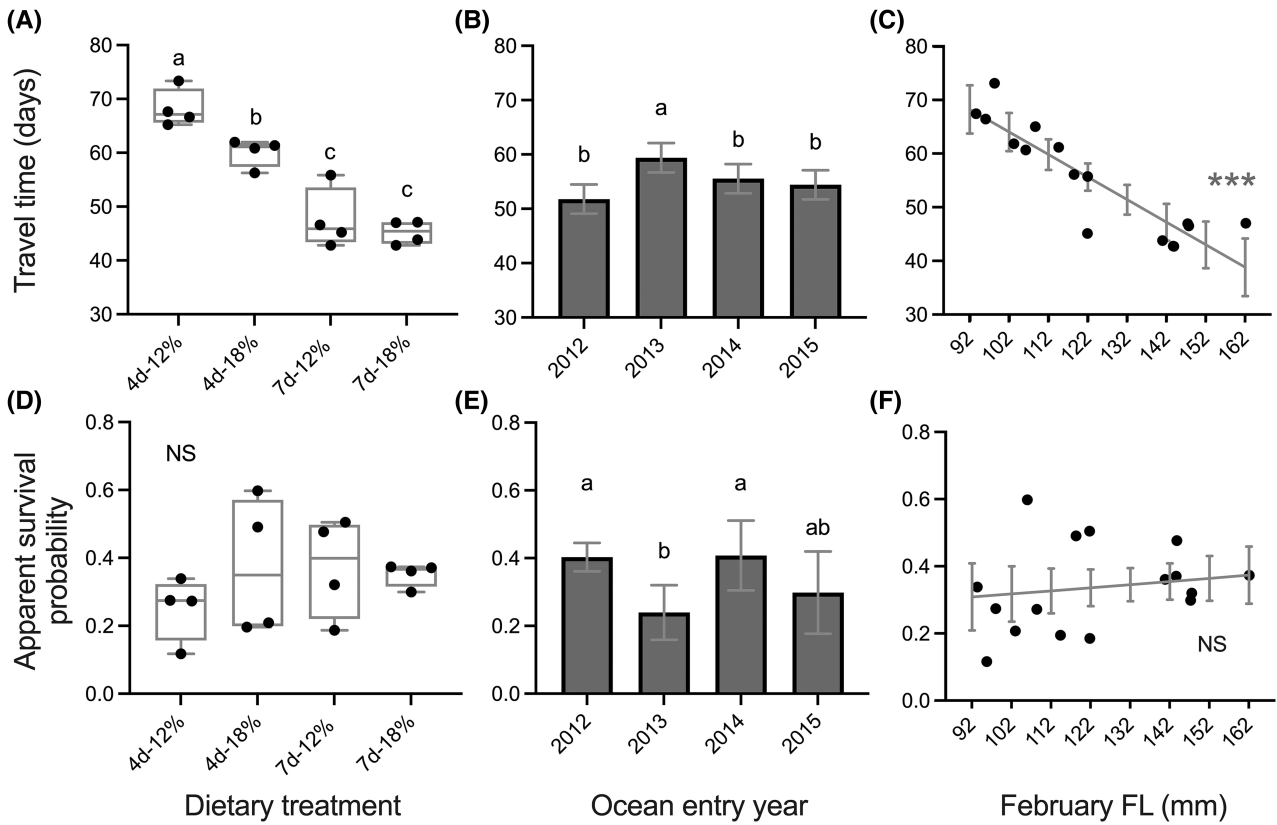 (A)
Travel time (days)
80
70
60
50
40
30
a
b
c
c
4d-12%
4d-18%
7d-12%
7d-18%
(B)
80
70
60
50
40
30
b
a
b
b
2012
2013
2014
2015
(C)
80
70
60
50
40
30
***
92
102
112
122
132
142
152
162
(D)
Apparent survival
probability
0.8
0.6
0.4
0.2
0.0
NS
4d-12%
4d-18%
7d-12%
7d-18%
Dietary treatment
(E)
0.8
0.6
0.4
0.2
0.0
a
b
a
ab
2012
2013
2014
2015
Ocean entry year
(F)
0.8
0.6
0.4
0.2
0.0
NS
92
102
112
122
132
142
152
162
February FL (mm)